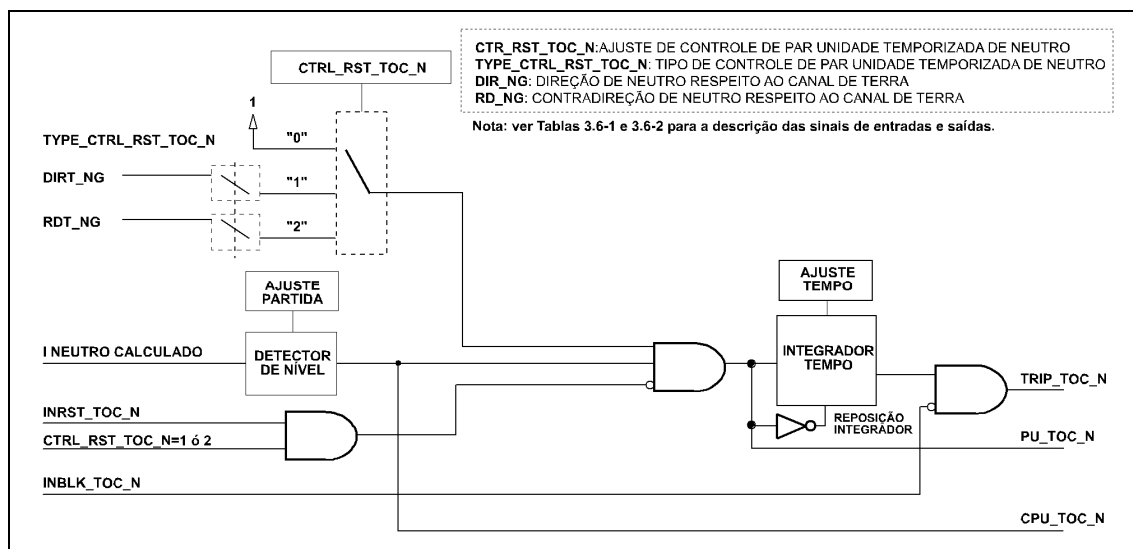 CTRL_RST_TOC_N
CTR_RST_TOC_N:AJUSTE DE CONTROLE DE PAR UNIDADE TEMPORIZADA DE NEUTRO
TYPE_CTRL_RST_TOC_N: TIPO DE CONTROLE DE PAR UNIDADE TEMPORIZADA DE NEUTRO
DIR_NG: DIREÇÃO DE NEUTRO RESPEITO AO CANAL DE TERRA
RD_NG: CONTRADIREÇÃO DE NEUTRO RESPEITO AO CANAL DE TERRA
Nota: ver Tablas 3.6-1 e 3.6-2 para a descrição das sinais de entradas e saídas.
1
TYPE_CTRL_RST_TOC_N
"0"
DIRT_NG
"1"
RDT_NG
"2"
AJUSTE
PARTIDA
AJUSTE
TEMPO
I NEUTRO CALCULADO
DETECTOR
DE NÍVEL
INTEGRADOR
TEMPO
TRIP_TOC_N
INRST_TOC_N
REPOSIÇÃO
INTEGRADOR
CTRL_RST_TOC_N=1 ó 2
PU_TOC_N
INBLK_TOC_N
CPU_TOC_N